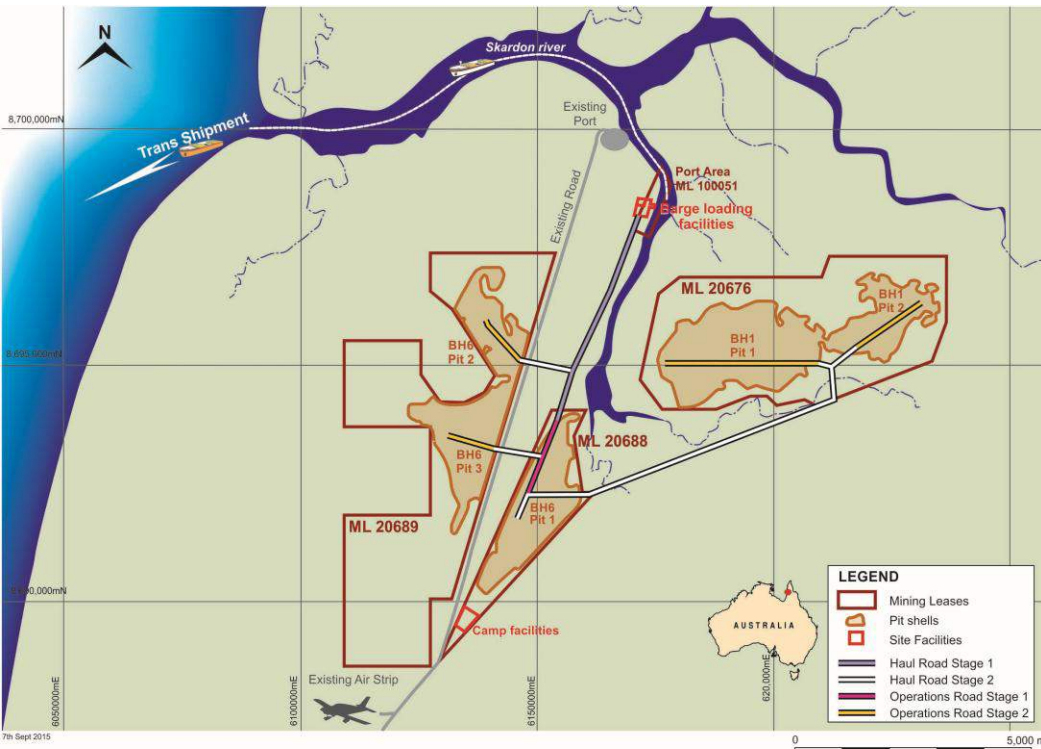 N
Skardon river
Trans Shipment
8,700,000mN
Existing
Port
Existing Road
Port Area
ML 100051
Barge loading
facilities
ML 20676
BH1
Pit 2
BH1
Pit 1
BH6
Pit 2
BH6
Pit 3
ML 20688
BH6
Pit 1
ML 20689
Camp facilities
Existing Air Strip
6050000mE
6100000mE
6150000mE
620,000mE
AUSTRALIA
LEGEND
Mining Leases
Pit shells
Site Facilities
Haul Road Stage 1
Haul Road Stage 2
Operations Road Stage 1
Operations Road Stage 2
7th Sept 2015
0
5,000 m